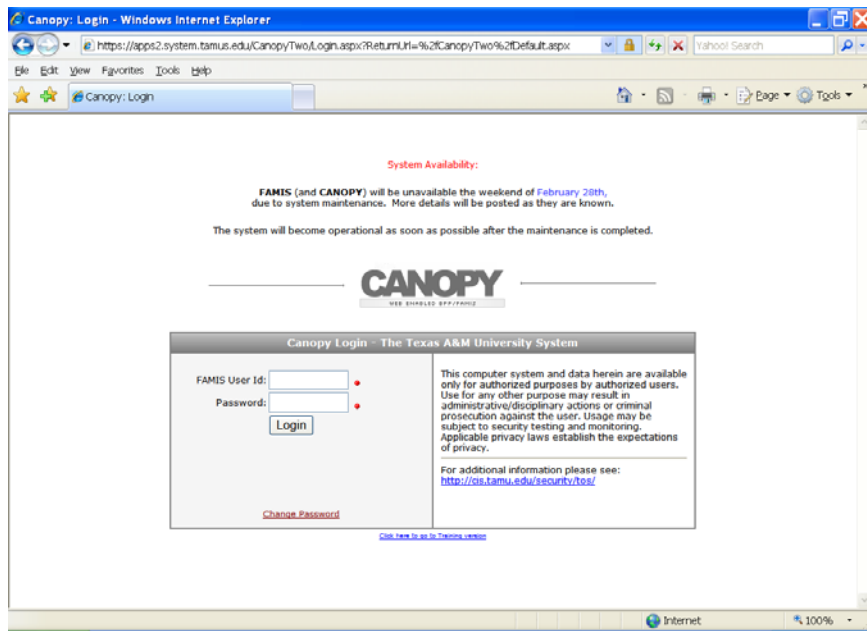 Canopy: Login - Windows Internet Explorer
https://apps2.system.tamus.edu/CanopyTwo/Login.aspx?ReturnUrl=%2fCanopyTwo%2fDefault.aspx
Yahoo! Search
File Edit View Favorites Tools Help
Canopy: Login
Page Tools
System Availability:
FAMIS (and CANOPY) will be unavailable the weekend of February 28th,
due to system maintenance. More details will be posted as they are known.
The system will become operational as soon as possible after the maintenance is completed.
CANOPY
WEB ENABLED EPP/FAMIS
Canopy Login - The Texas A&M University System
FAMIS User Id:
Password:
Login
Change Password
This computer system and data herein are available
only for authorized purposes by authorized users.
Use for any other purpose may result in
administrative/disciplinary actions or criminal
prosecution against the user. Usage may be
subject to security testing and monitoring.
Applicable privacy laws establish the expectations
of privacy.
For additional information please see:
http://cis.tamu.edu/security/tos/
Click here to go to Training version
Internet
100%